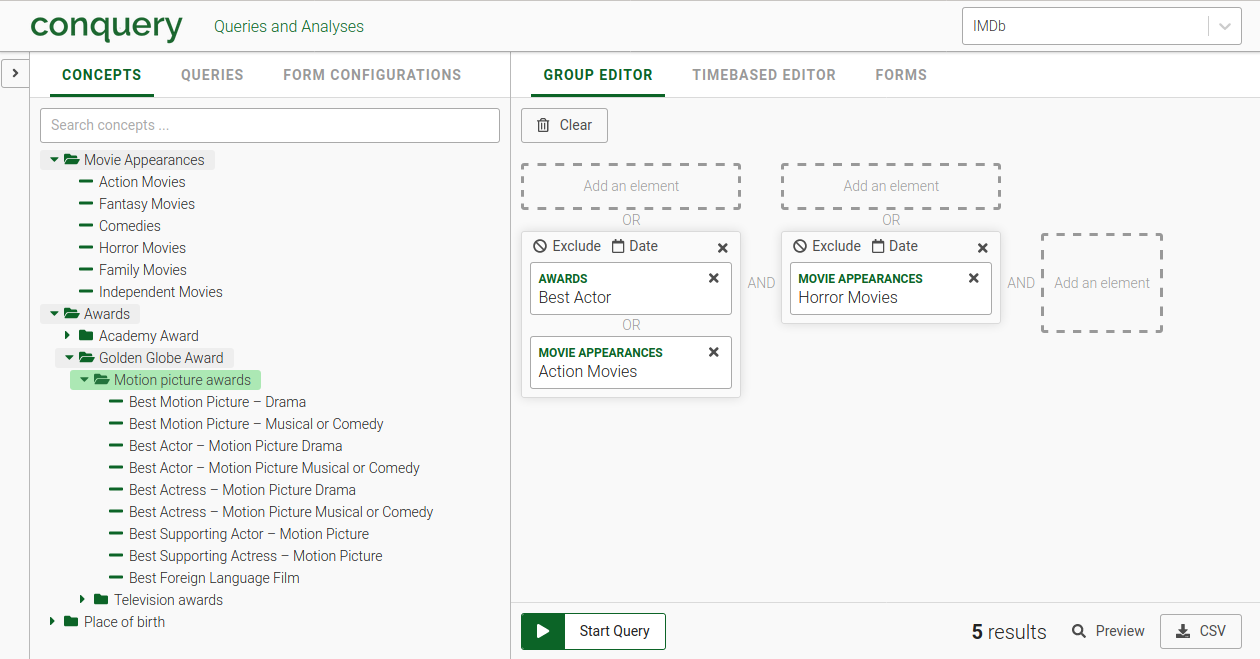 conquery
Queries and Analyses
IMDb
CONCEPTS
QUERIES
FORM CONFIGURATIONS
Search concepts ...
Movie Appearances
Action Movies
Fantasy Movies
Comedies
Horror Movies
Family Movies
Independent Movies
Awards
Academy Award
Golden Globe Award
Motion picture awards
Best Motion Picture – Drama
Best Motion Picture – Musical or Comedy
Best Actor – Motion Picture Drama
Best Actor – Motion Picture Musical or Comedy
Best Actress – Motion Picture Drama
Best Actress – Motion Picture Musical or Comedy
Best Supporting Actor – Motion Picture
Best Supporting Actress – Motion Picture
Best Foreign Language Film
Television awards
Place of birth
GROUP EDITOR
TIMEBASED EDITOR
FORMS
Clear
Add an element
OR
Exclude Date
AWARDS
Best Actor
OR
MOVIE APPEARANCES
Action Movies
AND
Add an element
OR
Exclude Date
MOVIE APPEARANCES
Horror Movies
AND
Add an element
Start Query
5 results
Preview
CSV